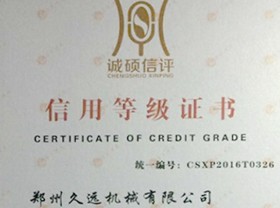 诚硕信评
CHENGSHUO XINPING
信用等级证书
CERTIFICATE OF CREDIT GRADE
统一编号：CSXP2016T0326
郑州久远机械有限公司